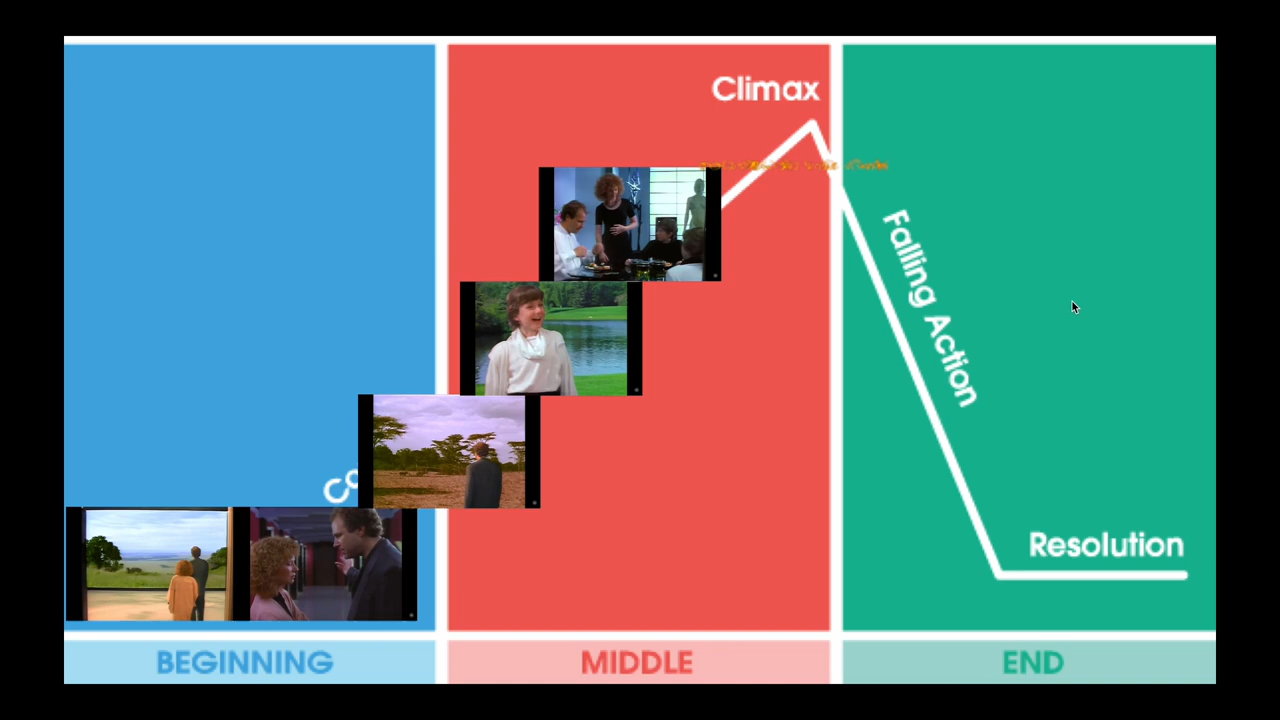 Climax
Falling Action
Resolution
BEGINNING
MIDDLE
END